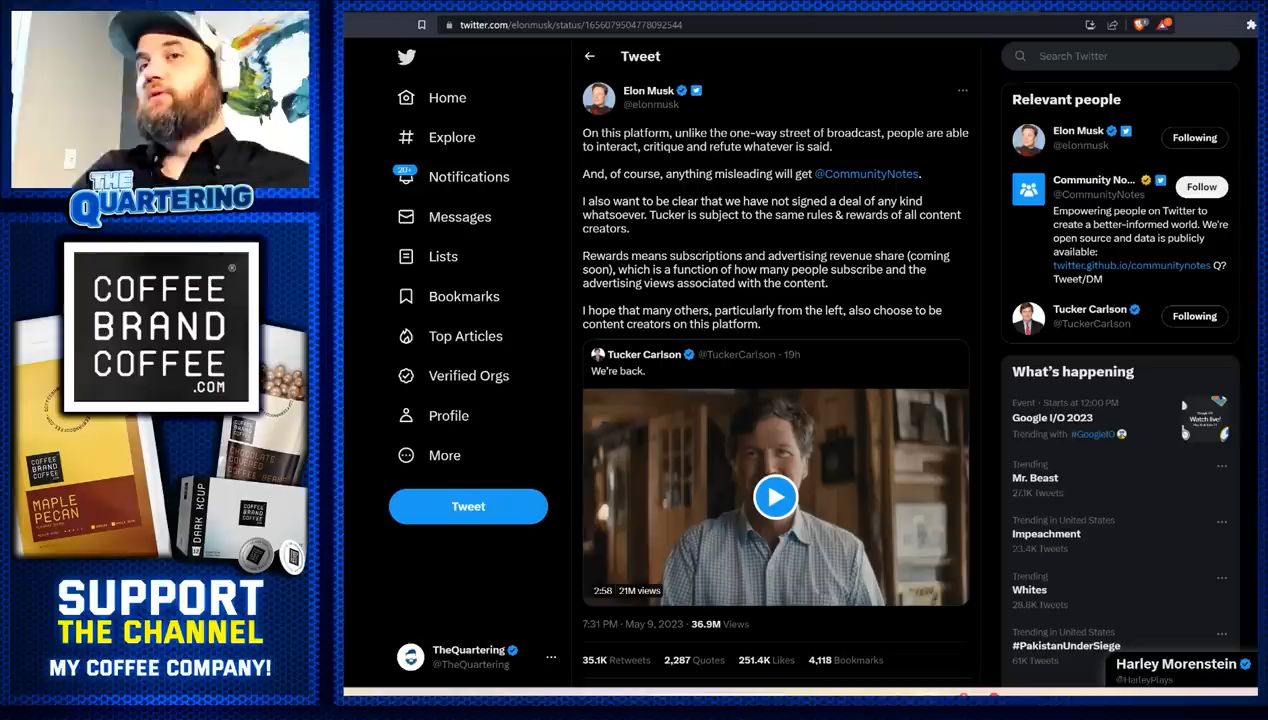 THE
QUARTERING
COFFEE
BRAND
COFFEE
.COM
®
MAPLE
PECAN
COFFEE
BRAND
COFFEE
DARK KCUP
CHOCOLATE
COVERED
COFFEE BEANS
SUPPORT
THE CHANNEL
MY COFFEE COMPANY!
twitter.com/elonmusk/status/1656079504778092544
Home
Explore
20+
Notifications
Messages
Lists
Bookmarks
Top Articles
Verified Orgs
Profile
More
Tweet
TheQuartering
@TheQuartering
Tweet
Elon Musk
@elonmusk
On this platform, unlike the one-way street of broadcast, people are able
to interact, critique and refute whatever is said.
And, of course, anything misleading will get @CommunityNotes.
I also want to be clear that we have not signed a deal of any kind
whatsoever. Tucker is subject to the same rules & rewards of all content
creators.
Rewards means subscriptions and advertising revenue share (coming
soon), which is a function of how many people subscribe and the
advertising views associated with the content.
I hope that many others, particularly from the left, also choose to be
content creators on this platform.
Tucker Carlson @TuckerCarlson · 19h
We're back.
2:58 21M views
7:31 PM · May 9, 2023 · 36.9M Views
35.1K Retweets 2,287 Quotes 251.4K Likes 4,118 Bookmarks
Search Twitter
Relevant people
Elon Musk
@elonmusk
Following
Community No...
@CommunityNotes
Follow
Empowering people on Twitter to
create a better-informed world. We're
open source and data is publicly
available:
twitter.github.io/communitynotes Q?
Tweet/DM
Tucker Carlson
@TuckerCarlson
Following
What's happening
Event · Starts at 12:00 PM
Google I/O 2023
Trending with #GoogleIO
Trending
Mr. Beast
27.1K Tweets
Trending in United States
Impeachment
23.4K Tweets
Trending
Whites
28.8K Tweets
Trending in United States
#PakistanUnderSiege
61K Tweets
Harley Morenstein
@HarleyPlays